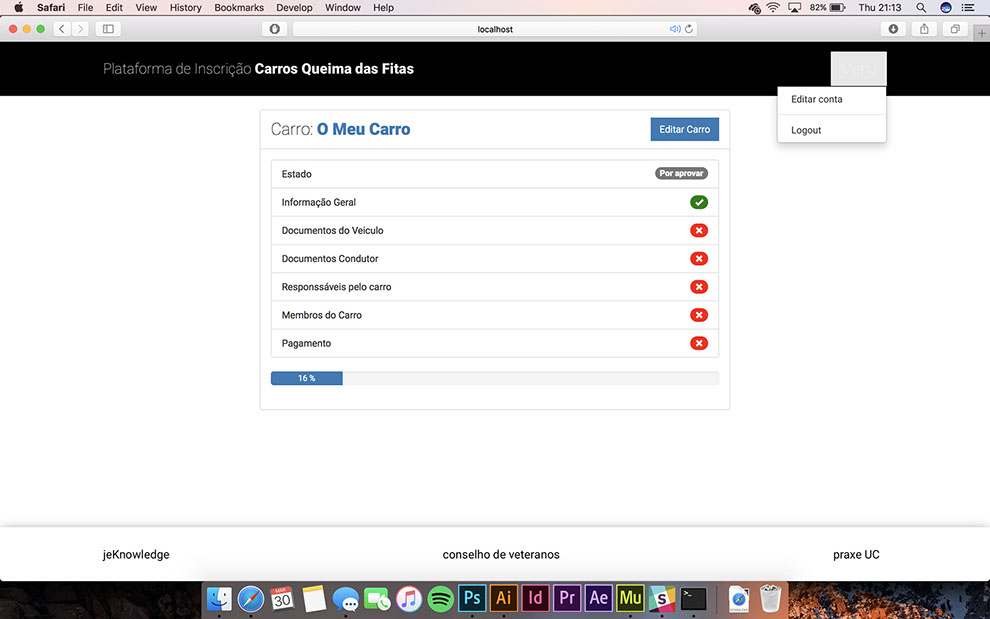 Safari File Edit View History Bookmarks Develop Window Help 82% Thu 21:13
localhost
Plataforma de Inscrição Carros Queima das Fitas Menu
Editar conta
Logout
Carro: O Meu Carro Editar Carro
Estado Por aprovar
Informação Geral
Documentos do Veiculo
Documentos Condutor
Responssáveis pelo carro
Membros do Carro
Pagamento
16 %
jeKnowledge conselho de veteranos praxe UC
MAR 30 Ps Ai Id Pr Ae Mu S >_